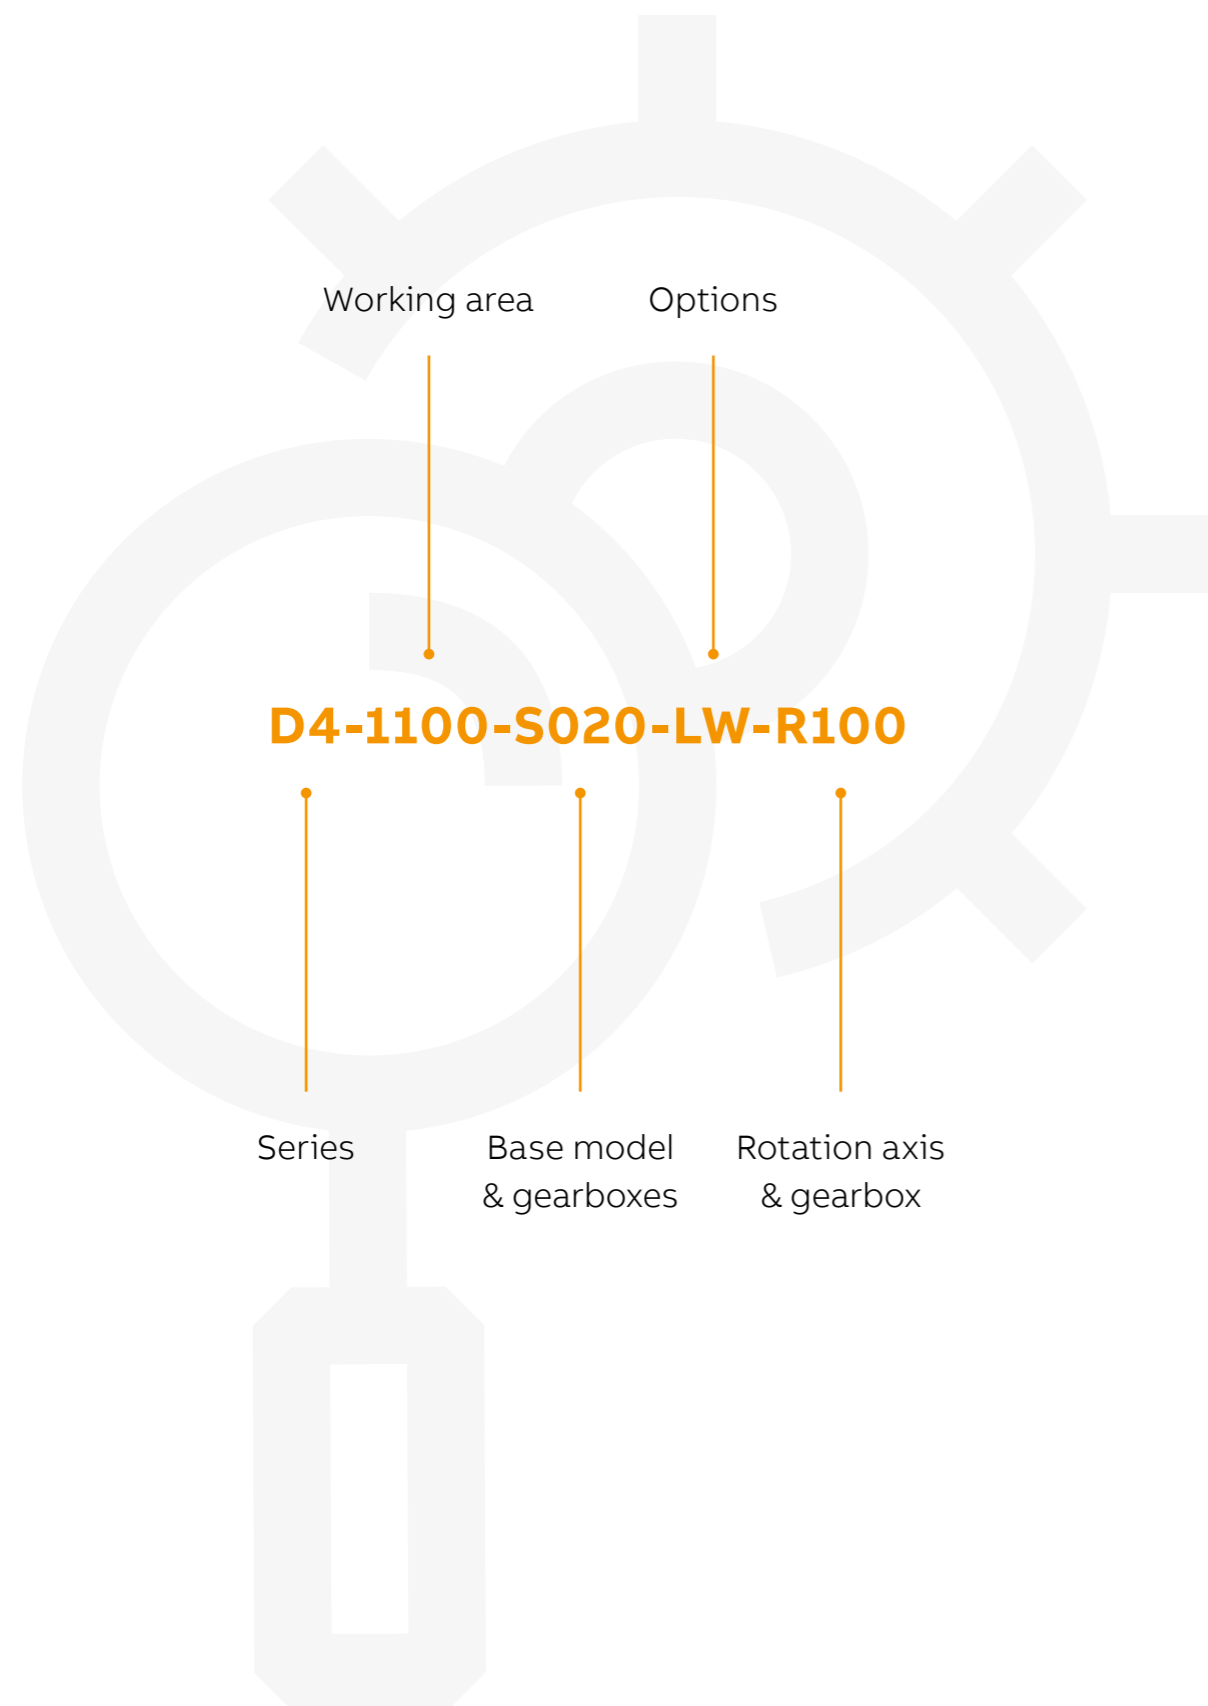 Working area
Options
D4-1100-S020-LW-R100
Series
Base model
& gearboxes
Rotation axis
& gearbox